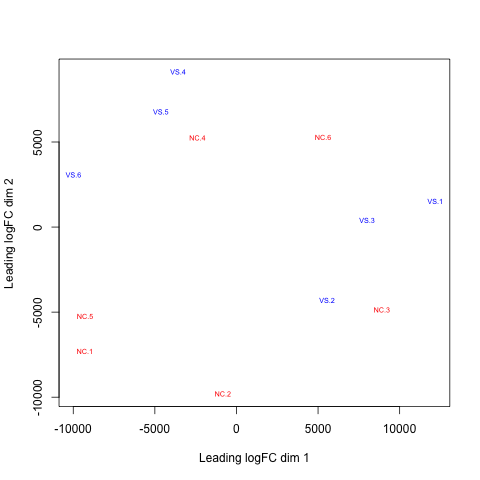 VS.4
VS.5
NC.4
NC.6
VS.6
VS.1
VS.3
VS.2
NC.3
NC.5
NC.1
NC.2
5000
0
-5000
-10000
Leading logFC dim 2
-10000 -5000 0 5000 10000
Leading logFC dim 1